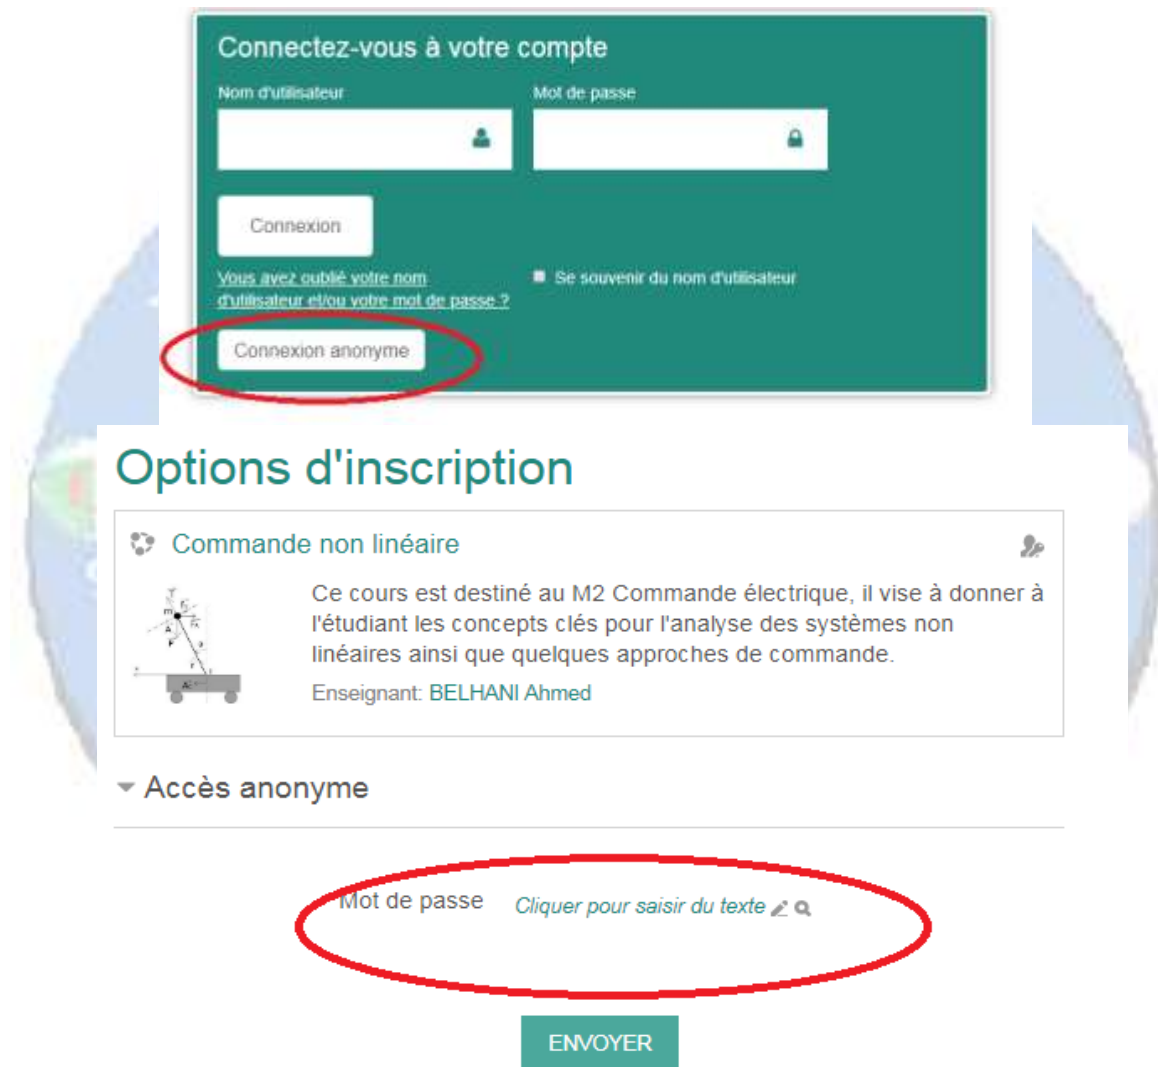 Connectez-vous à votre compte
Nom d'utilisateur Mot de passe
Connexion
Vous avez oublié votre nom
d'utilisateur et/ou votre mot de passe ?
Se souvenir du nom d'utilisateur
Connexion anonyme
Options d'inscription
Commande non linéaire
Ce cours est destiné au M2 Commande électrique, il vise à donner à
l'étudiant les concepts clés pour l'analyse des systèmes non
linéaires ainsi que quelques approches de commande.
Enseignant: BELHANI Ahmed
Accès anonyme
Mot de passe Cliquer pour saisir du texte
ENVOYER